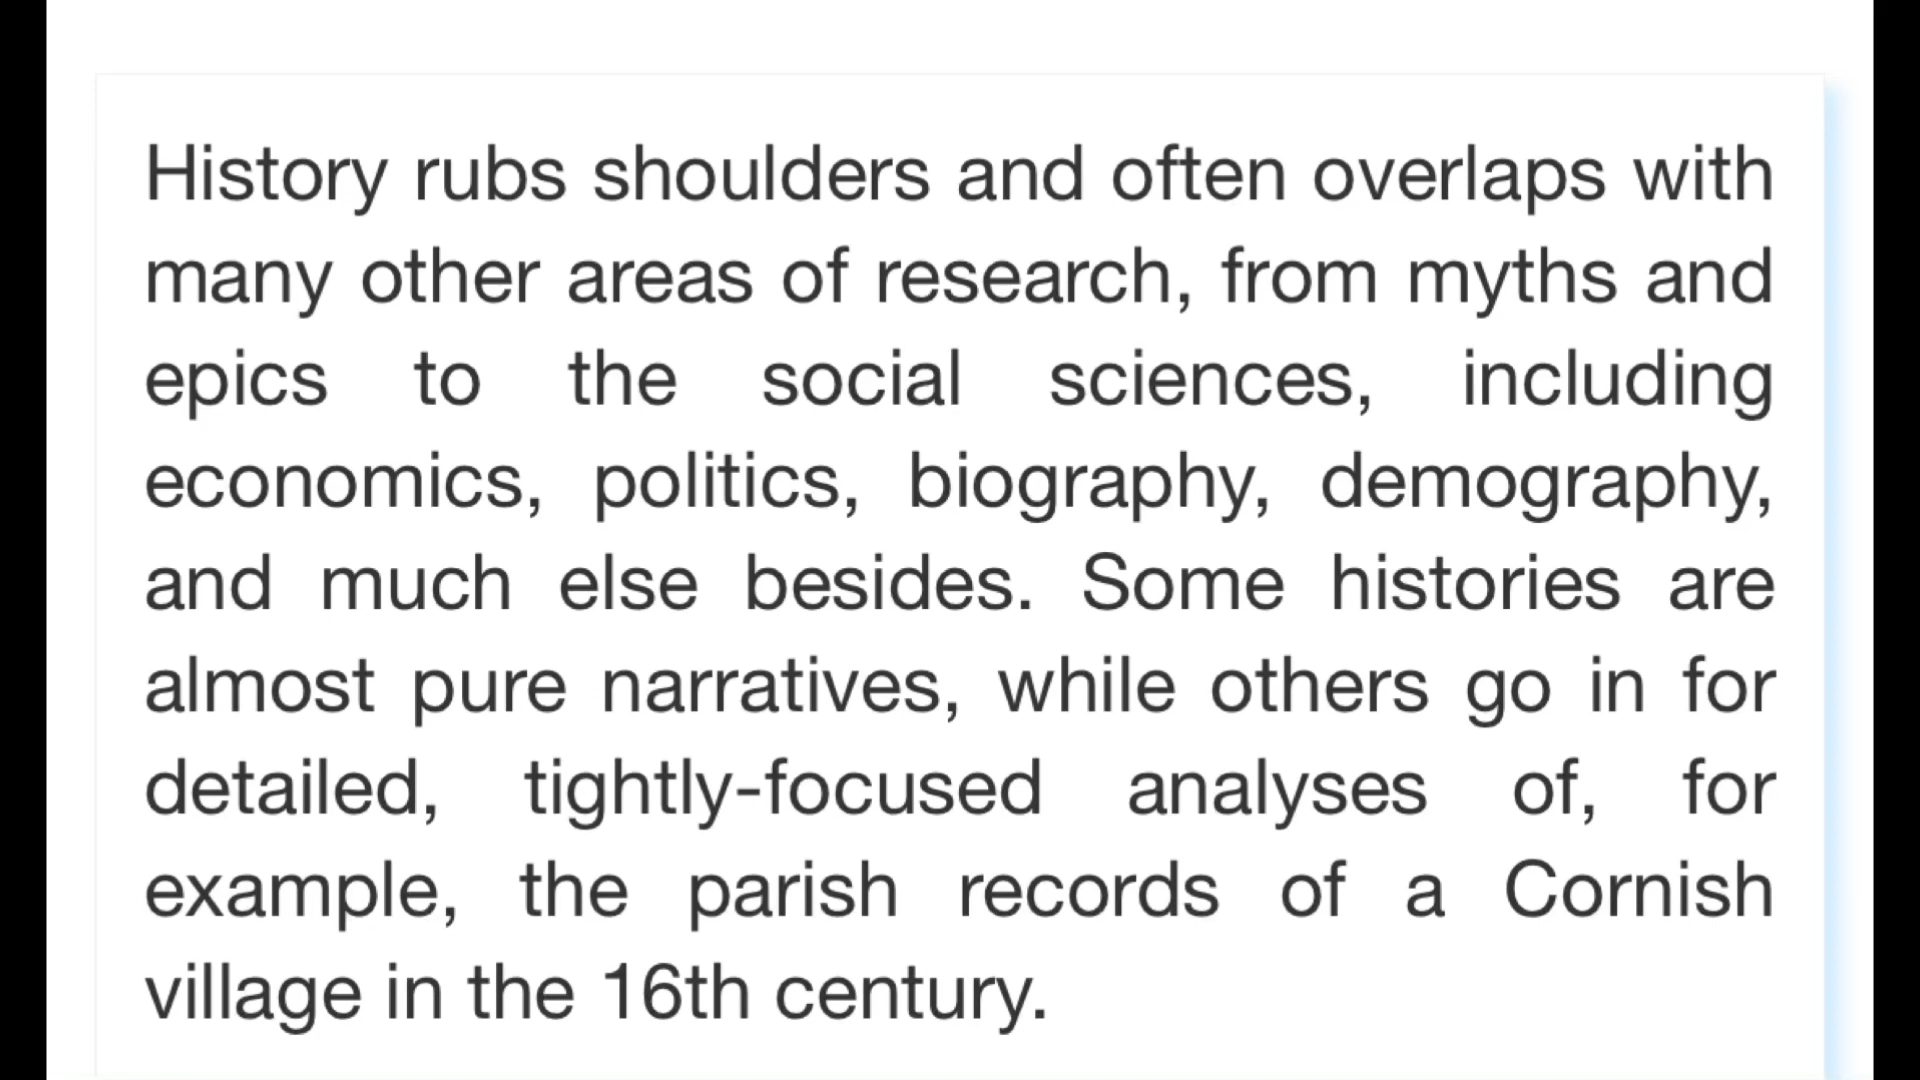 History rubs shoulders and often overlaps with
many other areas of research, from myths and
epics to the social sciences, including
economics, politics, biography, demography,
and much else besides. Some histories are
almost pure narratives, while others go in for
detailed, tightly-focused analyses of, for
example, the parish records of a Cornish
village in the 16th century.